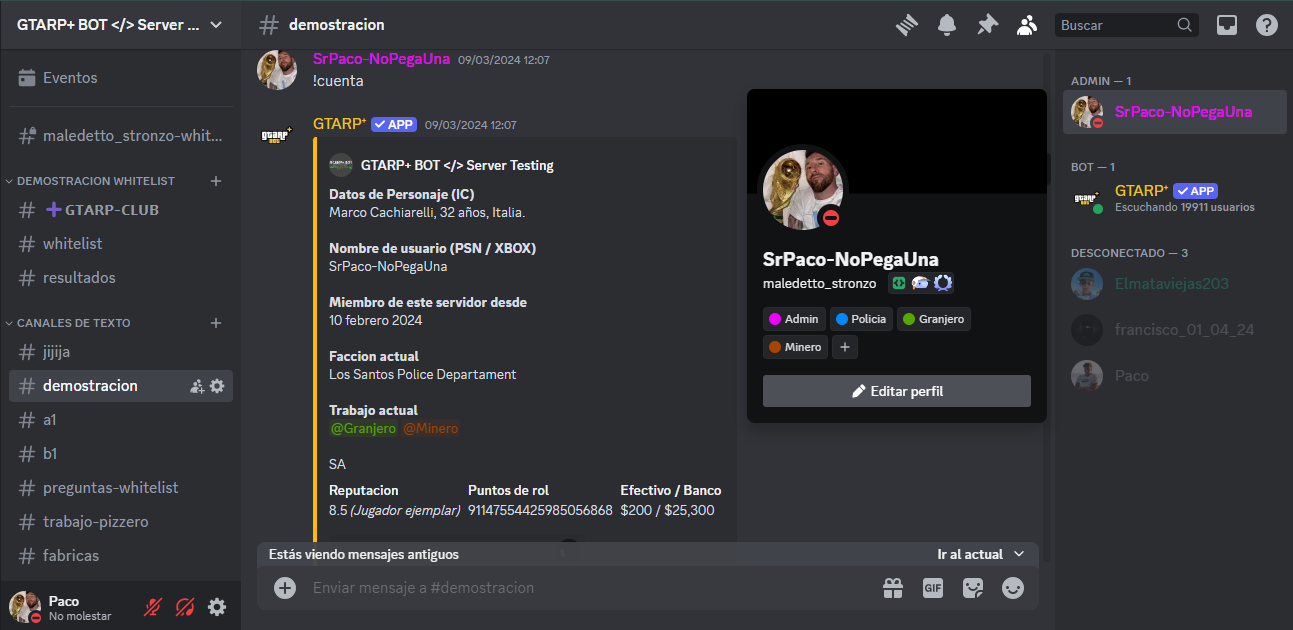 GTARP+ BOT </> Server ...
Eventos
maledetto_stronzo-whit...
DEMOSTRACION WHITELIST
GTARP-CLUB
whitelist
resultados
CANALES DE TEXTO
jijija
demostracion
a1
b1
preguntas-whitelist
trabajo-pizzero
fabricas
Paco
No molestar
demostracion
Buscar
SrPaco-NoPegaUna 09/03/2024 12:07
!cuenta
GTARP+ APP 09/03/2024 12:07
GTARP+ BOT </> Server Testing
Datos de Personaje (IC)
Marco Cachiarelli, 32 años, Italia.
Nombre de usuario (PSN / XBOX)
SrPaco-NoPegaUna
Miembro de este servidor desde
10 febrero 2024
Faccion actual
Los Santos Police Departament
Trabajo actual
@Granjero @Minero
SA
Reputacion Puntos de rol Efectivo / Banco
8.5 (Jugador ejemplar) 91147554425985056868 $200 / $25,300
Estás viendo mensajes antiguos
Ir al actual
Enviar mensaje a #demostracion
GIF
SrPaco-NoPegaUna
maledetto_stronzo
Admin Policia Granjero
Minero +
Editar perfil
ADMIN — 1
SrPaco-NoPegaUna
BOT — 1
GTARP+ APP
Escuchando 19911 usuarios
DESCONECTADO — 3
Elmataviejas203
francisco_01_04_24
Paco